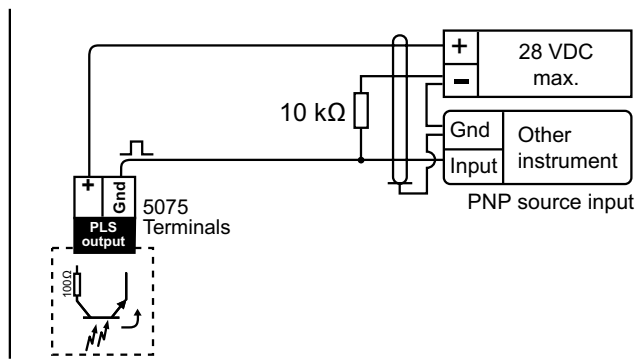 +
28 VDC
max.
–
10 kΩ
Gnd
Other
instrument
Input
PNP source input
+
Gnd
5075
Terminals
PLS
output
100Ω